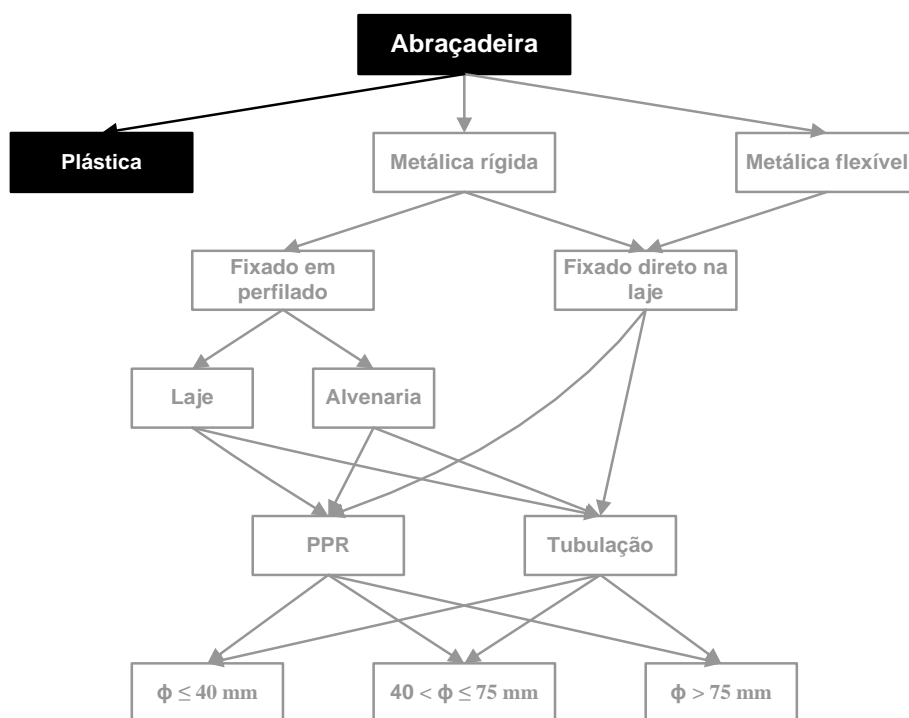 Abraçadeira
Plástica
Metálica rígida
Metálica flexível
Fixado em
perfilado
Fixado direto na
laje
Laje
Alvenaria
PPR
Tubulação
ϕ ≤ 40 mm
40 < ϕ ≤ 75 mm
ϕ > 75 mm